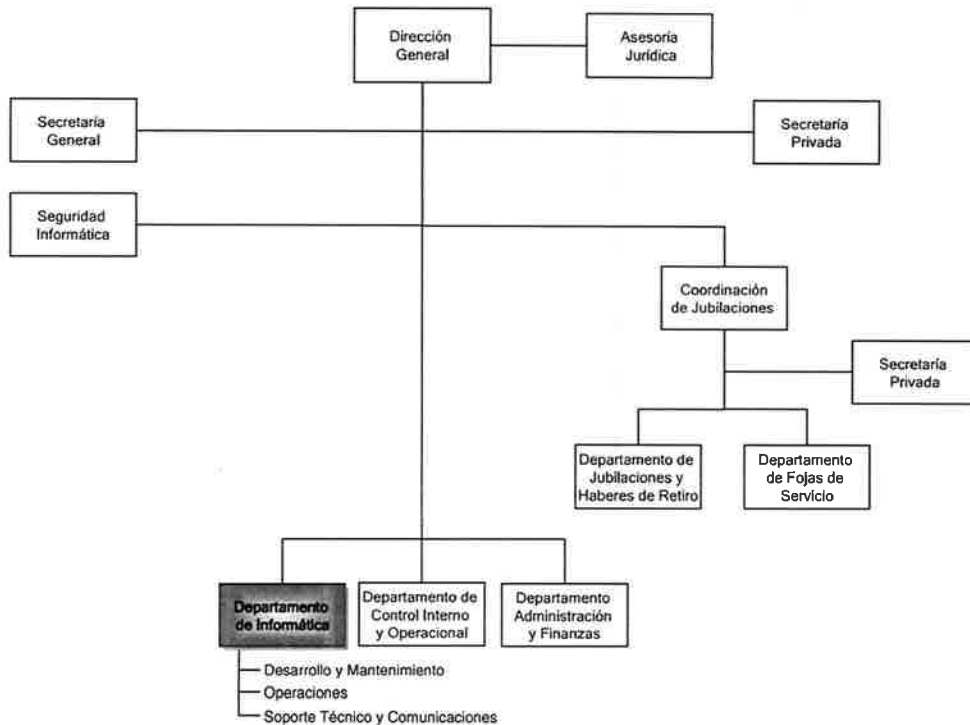 Dirección
General
Asesoría
Jurídica
Secretaría
General
Secretaría
Privada
Seguridad
Informática
Coordinación
de Jubilaciones
Secretaría
Privada
Departamento de
Jubilaciones y
Haberes de Retiro
Departamento
de Fojas de
Servicio
Departamento
de Informática
Departamento de
Control Interno
y Operacional
Departamento
Administración
y Finanzas
Desarrollo y Mantenimiento
Operaciones
Soporte Técnico y Comunicaciones